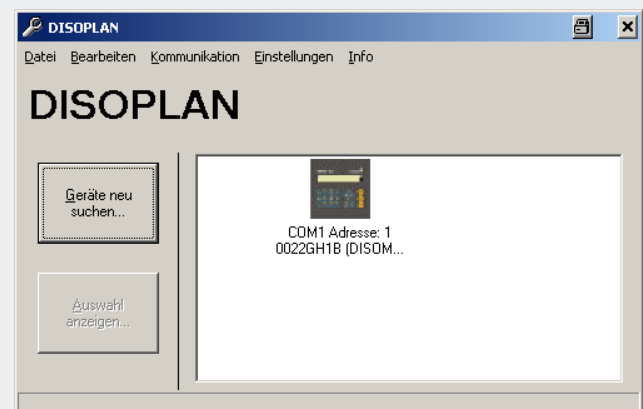 DISOPLAN
Datei Bearbeiten Kommunikation Einstellungen Info
DISOPLAN
Geräte neu
suchen...
COM1 Adresse: 1
0022GH1B (DISOM...
Auswahl
anzeigen...